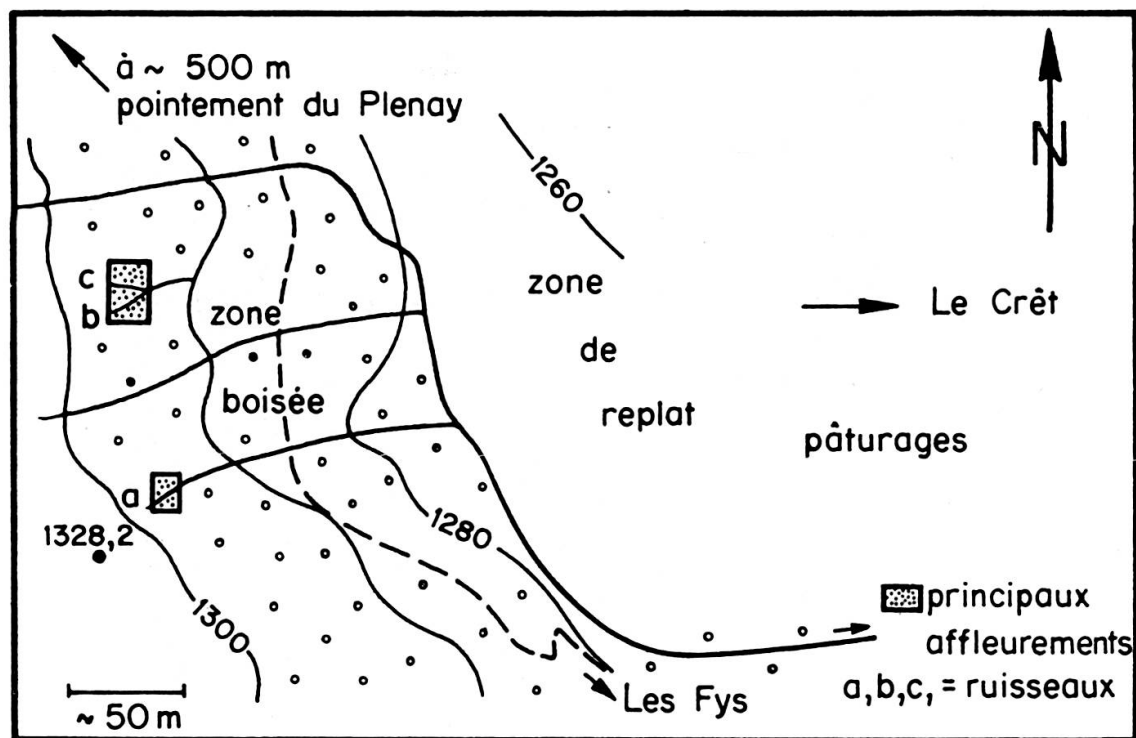 à ~ 500 m
pointement du Plenay
N
1260
c
b
zone
boisée
zone
de
replat
Le Crêt
pâturages
a
1328,2
1280
1300
~ 50 m
Les Fys
principaux
affleurements
a,b,c, = ruisseaux